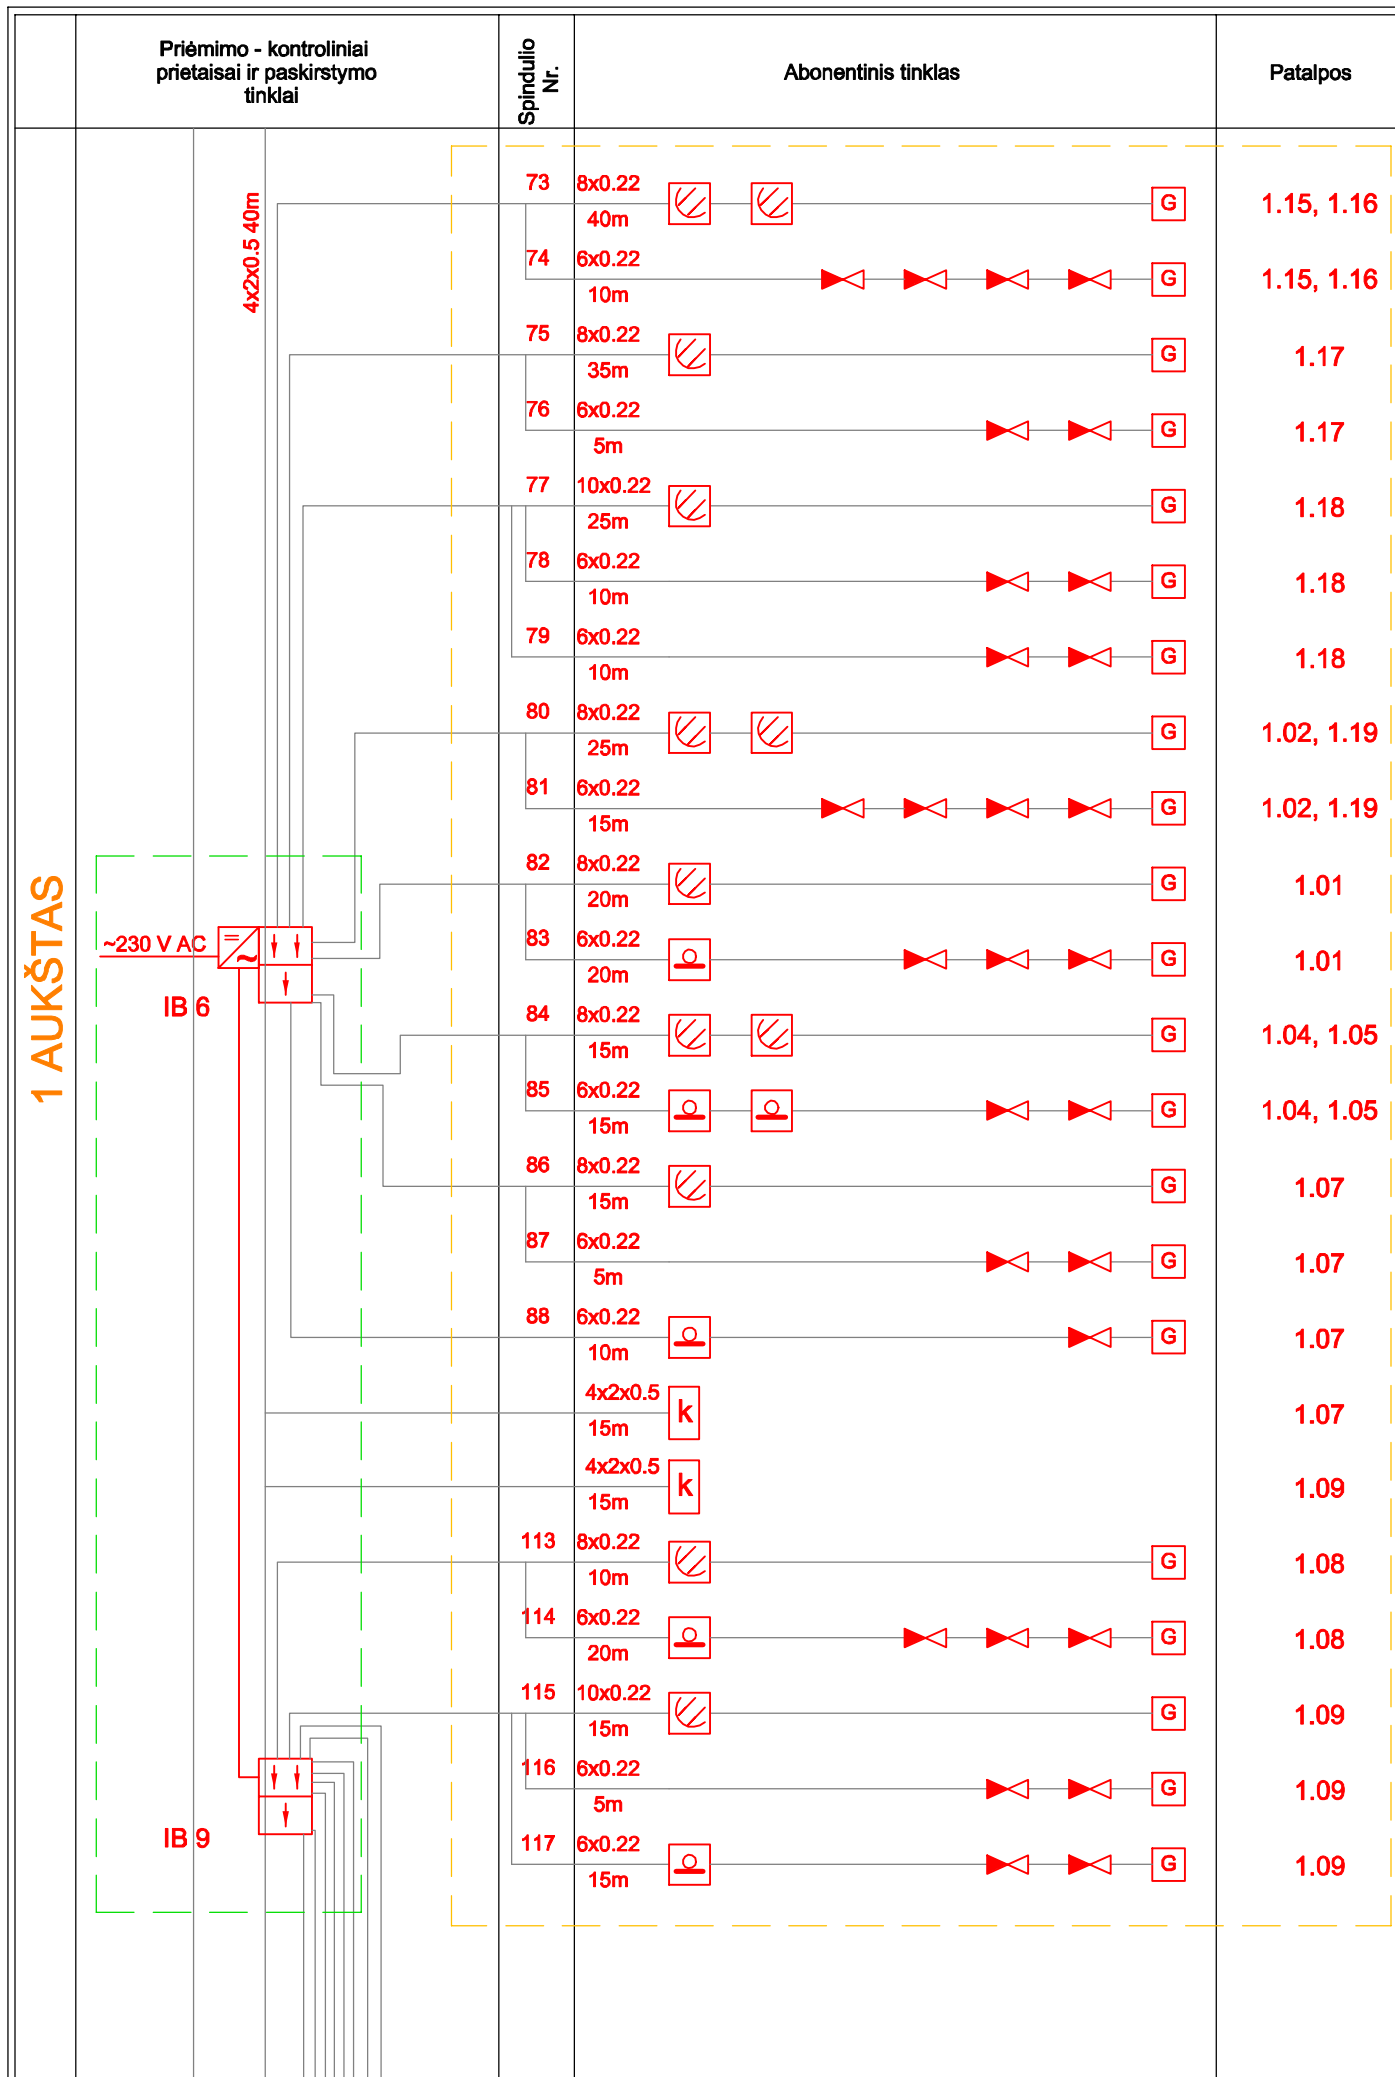 Priėmimo - kontroliniai
prietaisai ir paskirstymo
tinklai
Spindulio
Nr.
Abonentinis tinklas
Patalpos
1 AUKŠTAS
4x2x0.5 40m
73 8x0.22
40m
G
1.15, 1.16
74 6x0.22
10m
G
1.15, 1.16
75 8x0.22
35m
G
1.17
76 6x0.22
5m
G
1.17
77 10x0.22
25m
G
1.18
78 6x0.22
10m
G
1.18
79 6x0.22
10m
G
1.18
80 8x0.22
25m
G
1.02, 1.19
81 6x0.22
15m
G
1.02, 1.19
82 8x0.22
20m
G
1.01
~230 V AC
IB 6
83 6x0.22
20m
G
1.01
84 8x0.22
15m
G
1.04, 1.05
85 6x0.22
15m
G
1.04, 1.05
86 8x0.22
15m
G
1.07
87 6x0.22
5m
G
1.07
88 6x0.22
10m
G
1.07
4x2x0.5
15m
k
1.07
4x2x0.5
15m
k
1.09
113 8x0.22
10m
G
1.08
114 6x0.22
20m
G
1.08
115 10x0.22
15m
G
1.09
116 6x0.22
5m
G
1.09
IB 9
117 6x0.22
15m
G
1.09